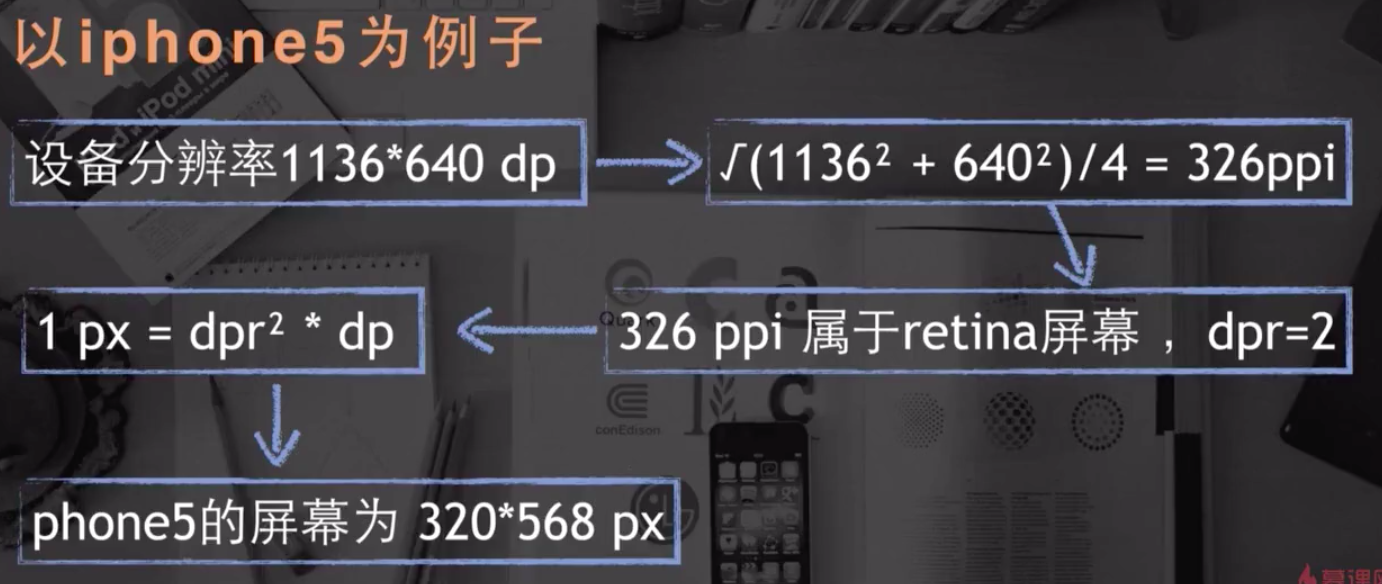 以iphone5为例子
设备分辨率1136*640 dp
√(1136² + 640²)/4 = 326ppi
326 ppi 属于retina屏幕 ， dpr=2
1 px = dpr² * dp
phone5的屏幕为 320*568 px
conEdison